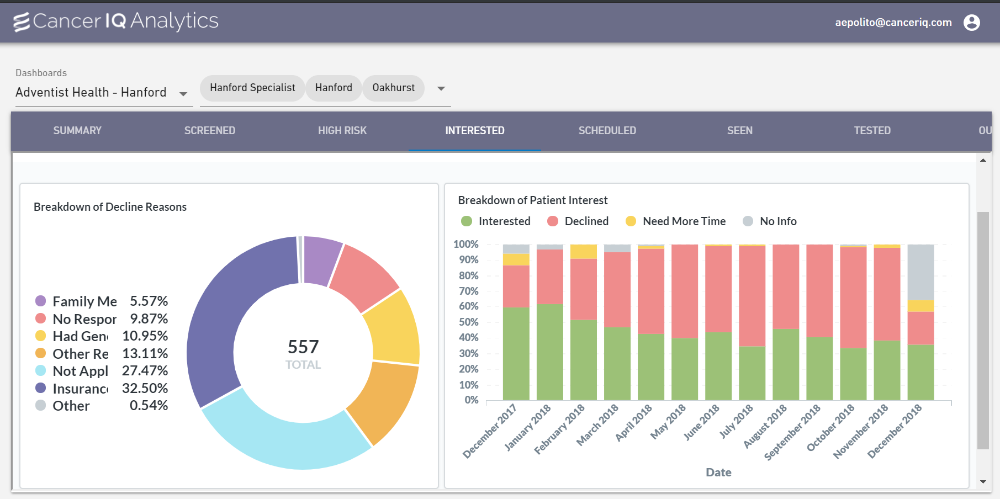 Cancer IQ Analytics
aepolito@canceriq.com
Dashboards
Adventist Health - Hanford
Hanford Specialist Hanford Oakhurst
SUMMARY SCREENED HIGH RISK INTERESTED SCHEDULED SEEN TESTED OU
Breakdown of Decline Reasons
Family Me 5.57%
No Respor 9.87%
Had Gen 10.95%
Other Re 13.11%
Not Appl 27.47%
Insuranc 32.50%
Other 0.54%
557
TOTAL
Breakdown of Patient Interest
Interested Declined Need More Time No Info
100%
90%
80%
70%
60%
50%
40%
30%
20%
10%
0%
December 2017
January 2018
February 2018
March 2018
April 2018
May 2018
June 2018
July 2018
August 2018
September 2018
October 2018
November 2018
December 2018
Date